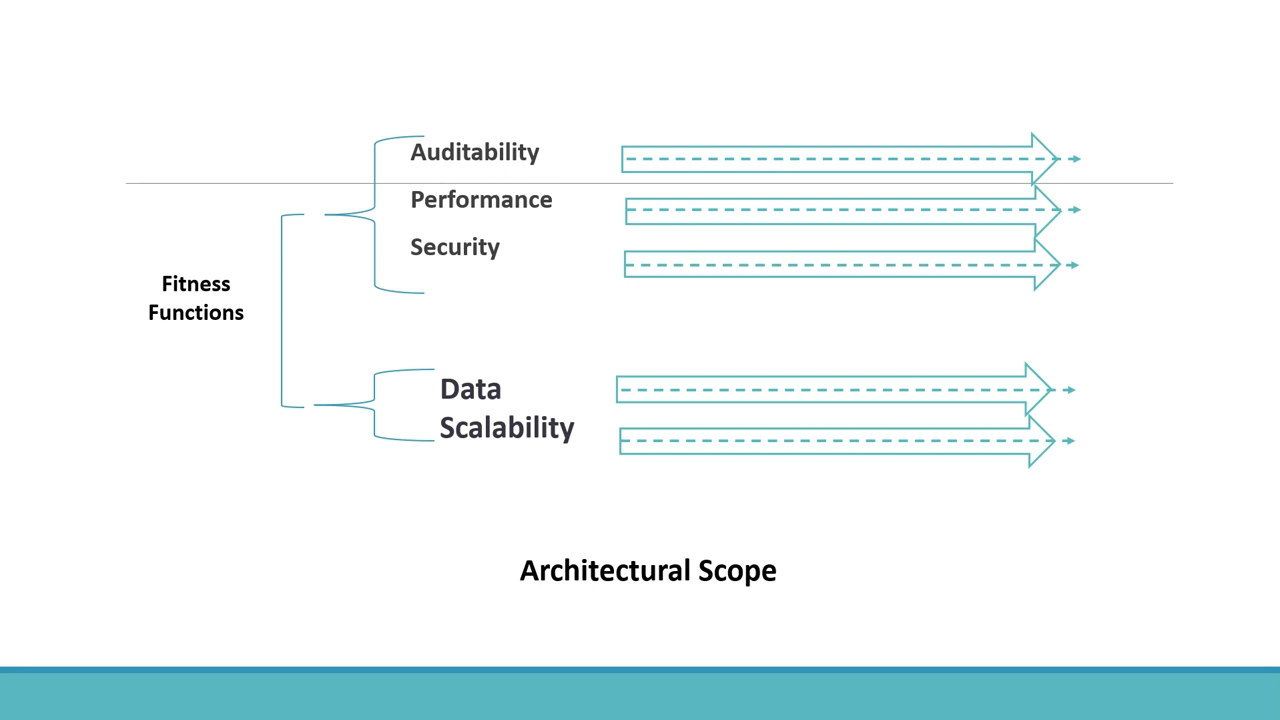 Auditability
Performance
Security
Fitness
Functions
Data
Scalability
Architectural Scope